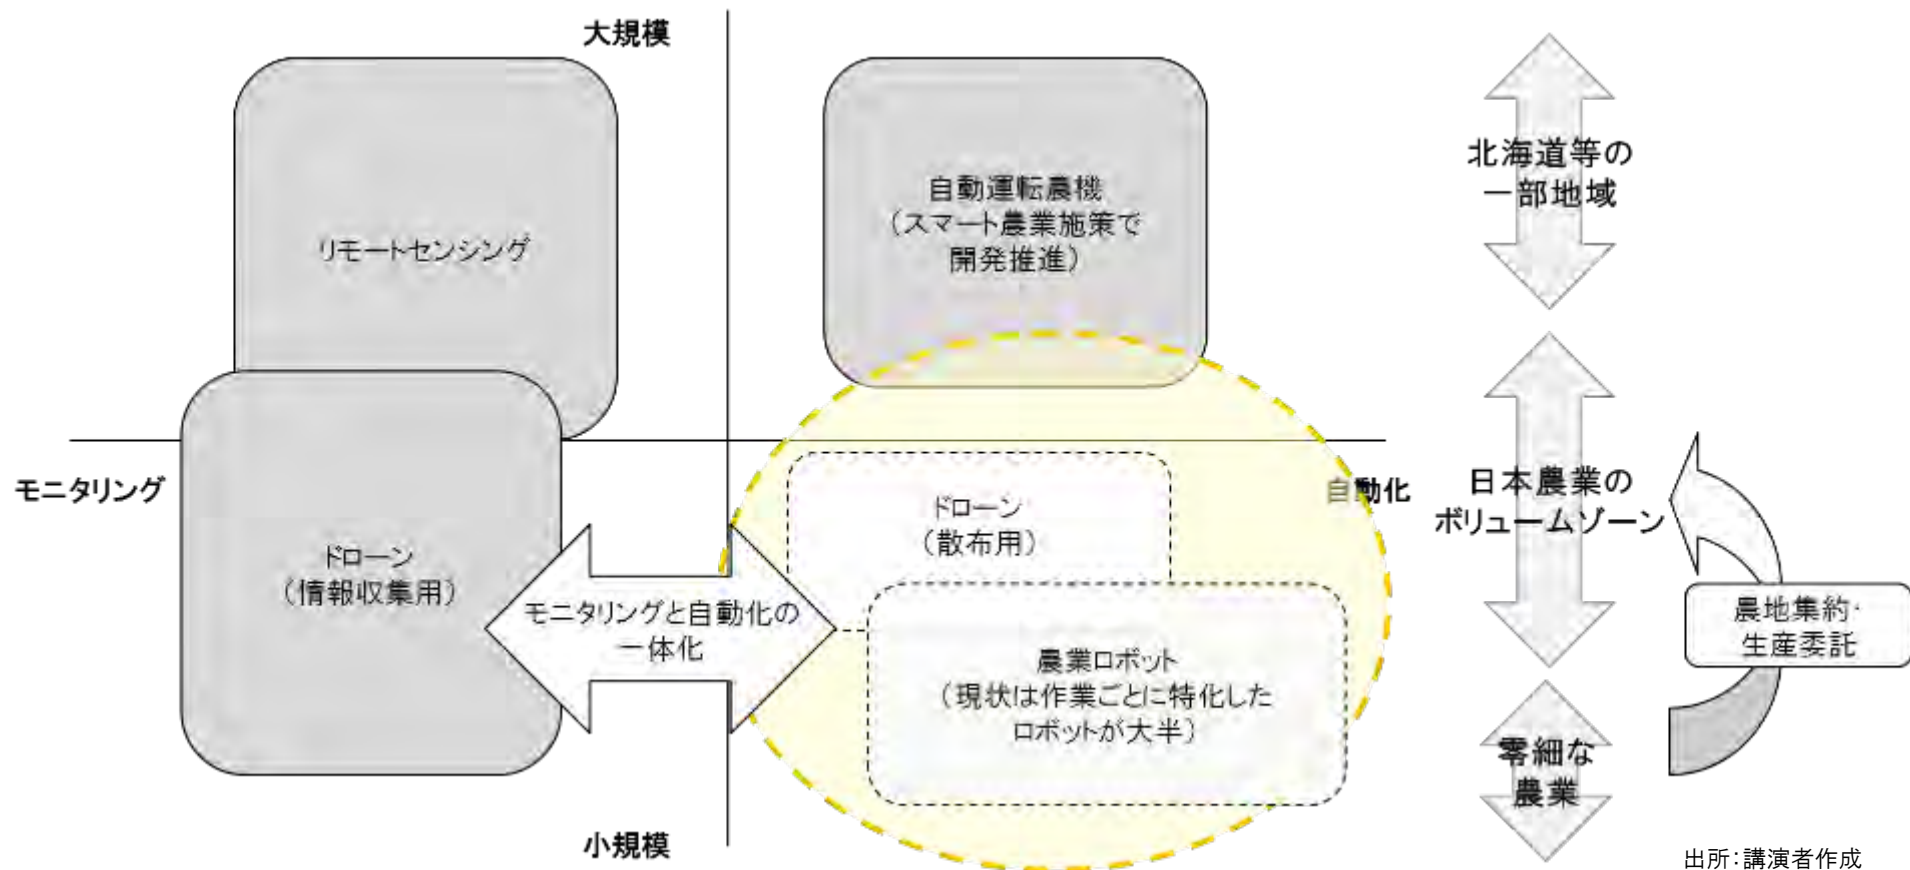 大規模
リモートセンシング
自動運転農機
（スマート農業施策で
開発推進）
北海道等の
一部地域
モニタリング
自動化
ドローン
（情報収集用）
モニタリングと自動化の
一体化
ドローン
（散布用）
農業ロボット
（現状は作業ごとに特化した
ロボットが大半）
日本農業の
ボリュームゾーン
農地集約・
生産委託
零細な
農業
小規模
出所：講演者作成